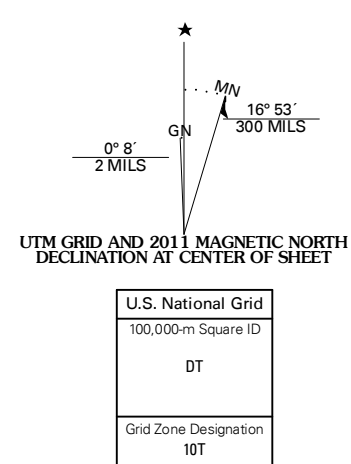 ★
MN
16° 53´
300 MILS
GN
0° 8´
2 MILS
UTM GRID AND 2011 MAGNETIC NORTH
DECLINATION AT CENTER OF SHEET
U.S. National Grid
100,000-m Square ID
DT
Grid Zone Designation
10T